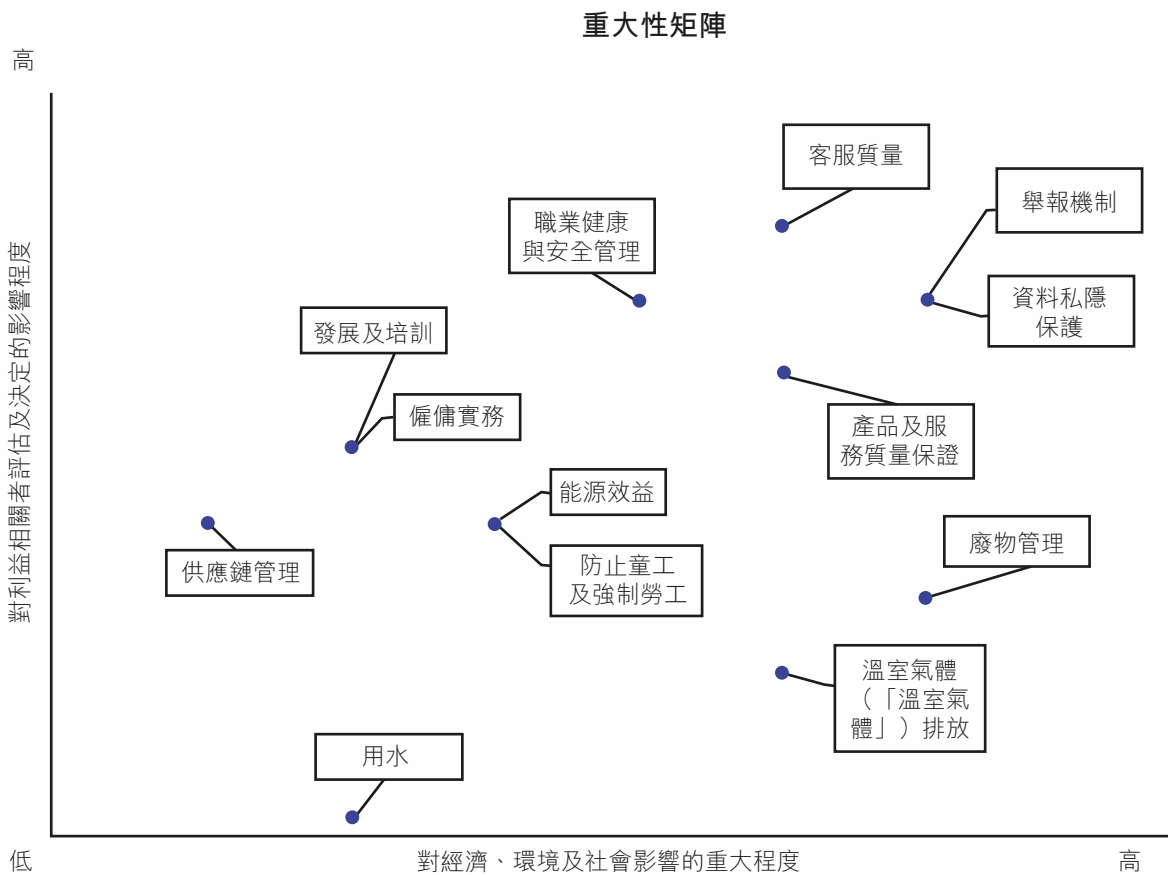 重大性矩陣
高
對利益相關者評估及決定的影響程度
客服質量
舉報機制
職業健康
與安全管理
資料私隱
保護
發展及培訓
僱傭實務
產品及服
務質量保證
能源效益
廢物管理
供應鏈管理
防止童工
及強制勞工
溫室氣體
(「溫室氣
體」)排放
用水
低
對經濟、環境及社會影響的重大程度
高